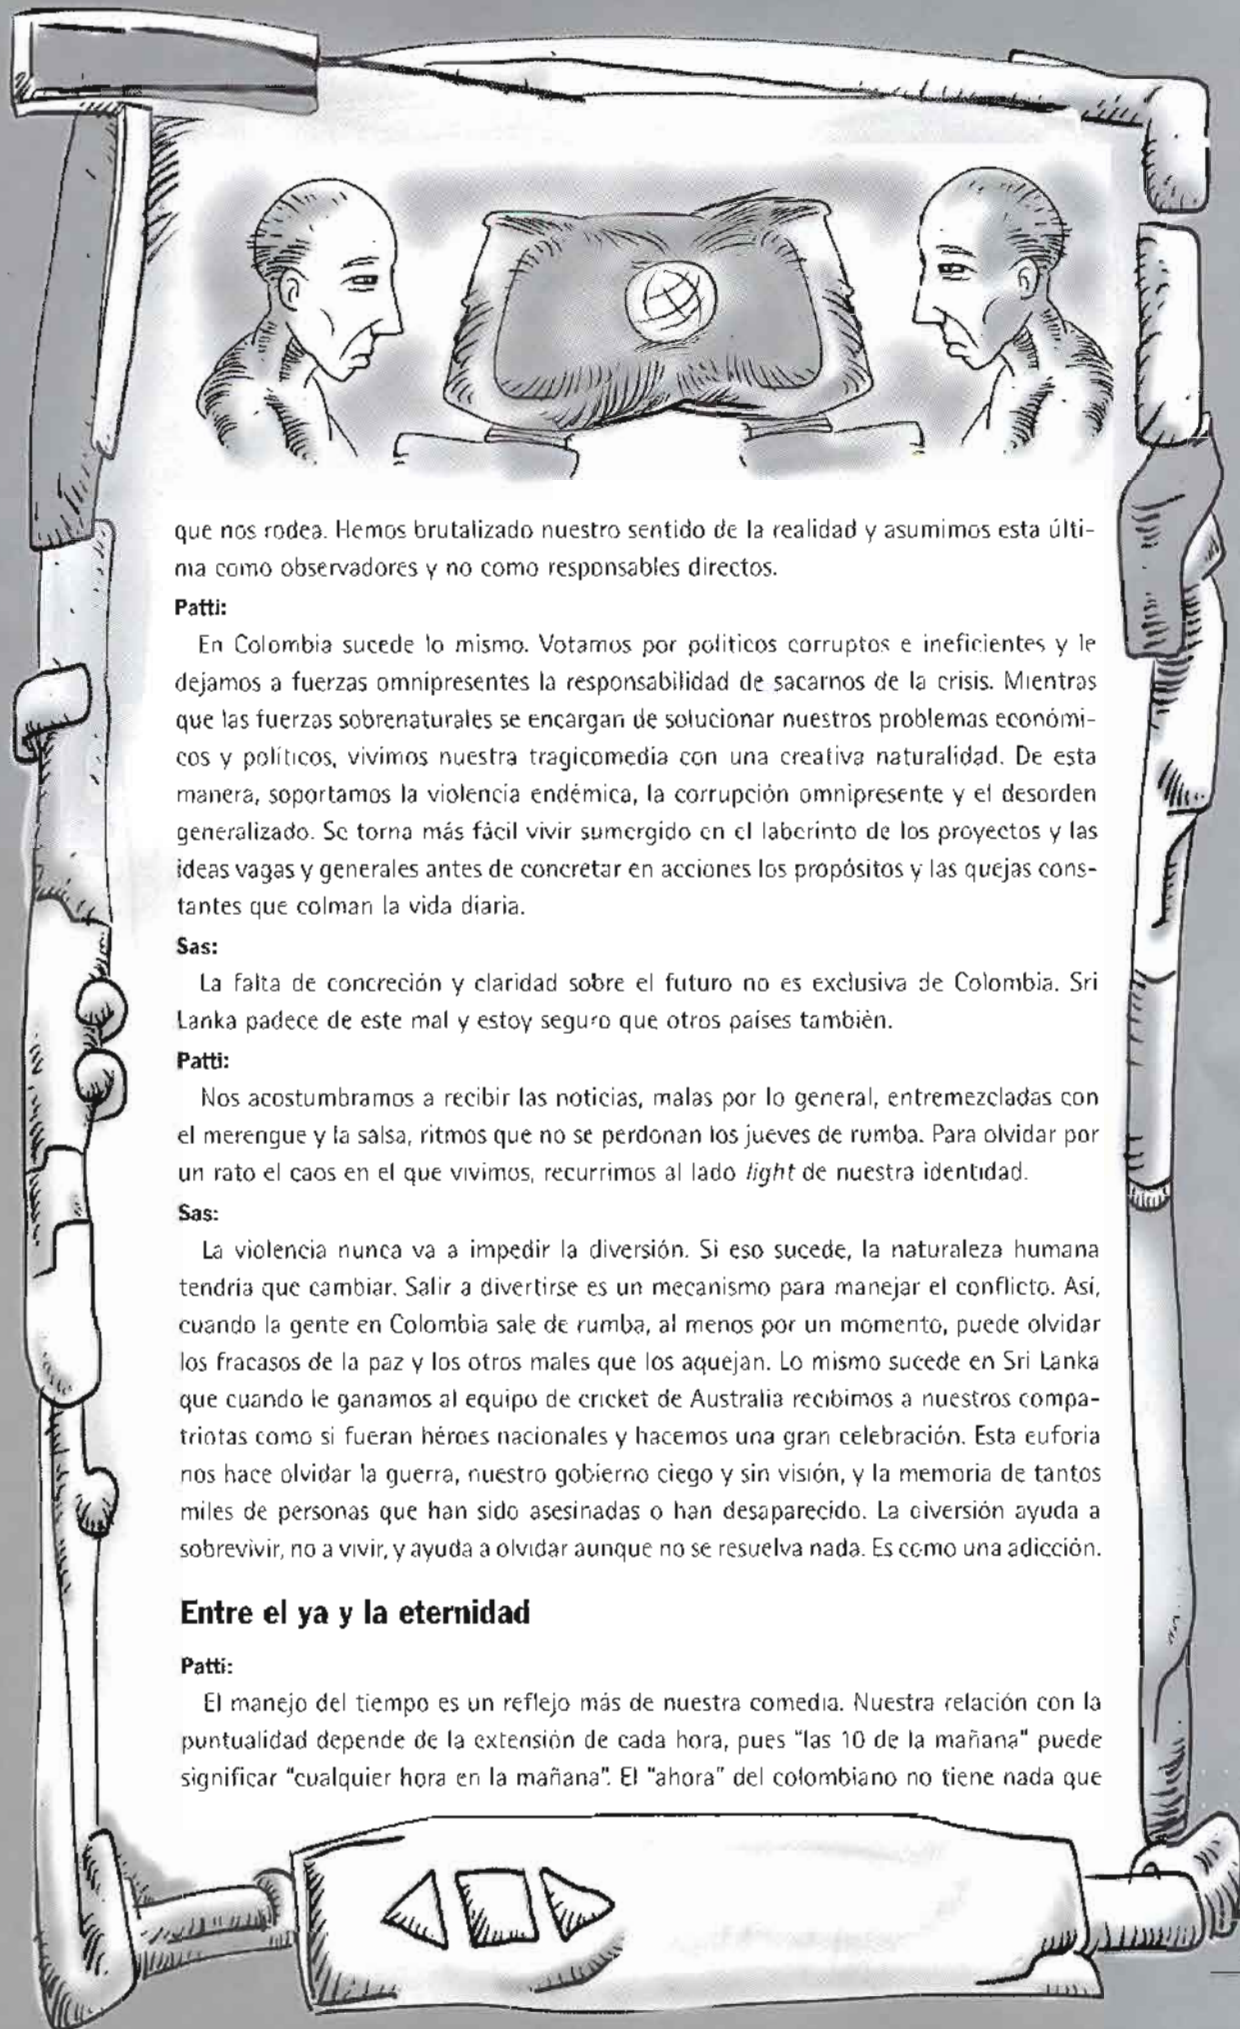 que nos rodea. Hemos brutalizado nuestro sentido de la realidad y asumimos esta últi-
ma como observadores y no como responsables directos.
Patti:
En Colombia sucede lo mismo. Votamos por políticos corruptos e ineficientes y le
dejamos a fuerzas omnipresentes la responsabilidad de sacarnos de la crisis. Mientras
que las fuerzas sobrenaturales se encargan de solucionar nuestros problemas económi-
cos y políticos, vivimos nuestra tragicomedia con una creativa naturalidad. De esta
manera, soportamos la violencia endémica, la corrupción omnipresente y el desorden
generalizado. Se torna más fácil vivir sumergido en el laberinto de los proyectos y las
ideas vagas y generales antes de concretar en acciones los propósitos y las quejas cons-
tantes que colman la vida diaria.
Sas:
La falta de concreción y claridad sobre el futuro no es exclusiva de Colombia. Sri
Lanka padece de este mal y estoy seguro que otros países también.
Patti:
Nos acostumbramos a recibir las noticias, malas por lo general, entremezcladas con
el merengue y la salsa, ritmos que no se perdonan los jueves de rumba. Para olvidar por
un rato el caos en el que vivimos, recurrimos al lado light de nuestra identidad.
Sas:
La violencia nunca va a impedir la diversión. Si eso sucede, la naturaleza humana
tendría que cambiar. Salir a divertirse es un mecanismo para manejar el conflicto. Así,
cuando la gente en Colombia sale de rumba, al menos por un momento, puede olvidar
los fracasos de la paz y los otros males que los aquejan. Lo mismo sucede en Sri Lanka
que cuando le ganamos al equipo de cricket de Australia recibimos a nuestros compa-
triotas como si fueran héroes nacionales y hacemos una gran celebración. Esta euforia
nos hace olvidar la guerra, nuestro gobierno ciego y sin visión, y la memoria de tantos
miles de personas que han sido asesinadas o han desaparecido. La diversión ayuda a
sobrevivir, no a vivir, y ayuda a olvidar aunque no se resuelva nada. Es como una adicción.
Entre el ya y la eternidad
Patti:
El manejo del tiempo es un reflejo más de nuestra comedia. Nuestra relación con la
puntualidad depende de la extensión de cada hora, pues "las 10 de la mañana" puede
significar "cualquier hora en la mañana". El "ahora" del colombiano no tiene nada que